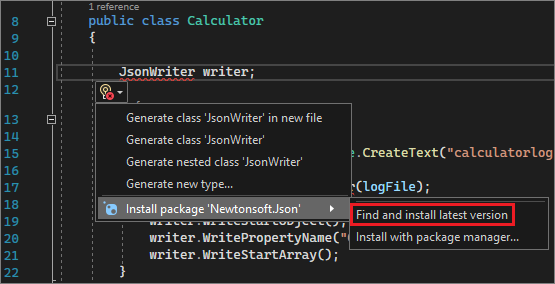 1 reference
8 public class Calculator
9 {
10
11 JsonWriter writer;
12
13
Generate class 'JsonWriter' in new file
14
Generate class 'JsonWriter'
15 e.CreateText("calculatorlog
Generate nested class 'JsonWriter'
16
Generate new type...
17 r(logFile);
Install package 'Newtonsoft.Json'
Find and install latest version
19 writer.WriteStartObject();
20 writer.WritePropertyName("
Install with package manager...
21 writer.WriteStartArray();
22 }